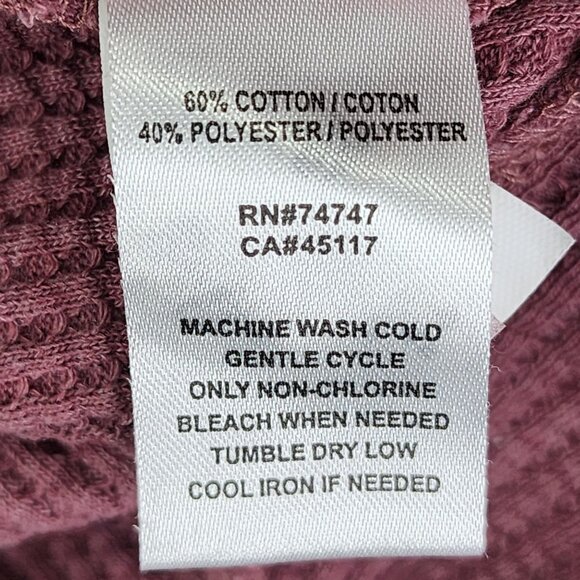 60% COTTON / COTON
40% POLYESTER / POLYESTER
RN#74747
CA#45117
MACHINE WASH COLD
GENTLE CYCLE
ONLY NON-CHLORINE
BLEACH WHEN NEEDED
TUMBLE DRY LOW
COOL IRON IF NEEDED